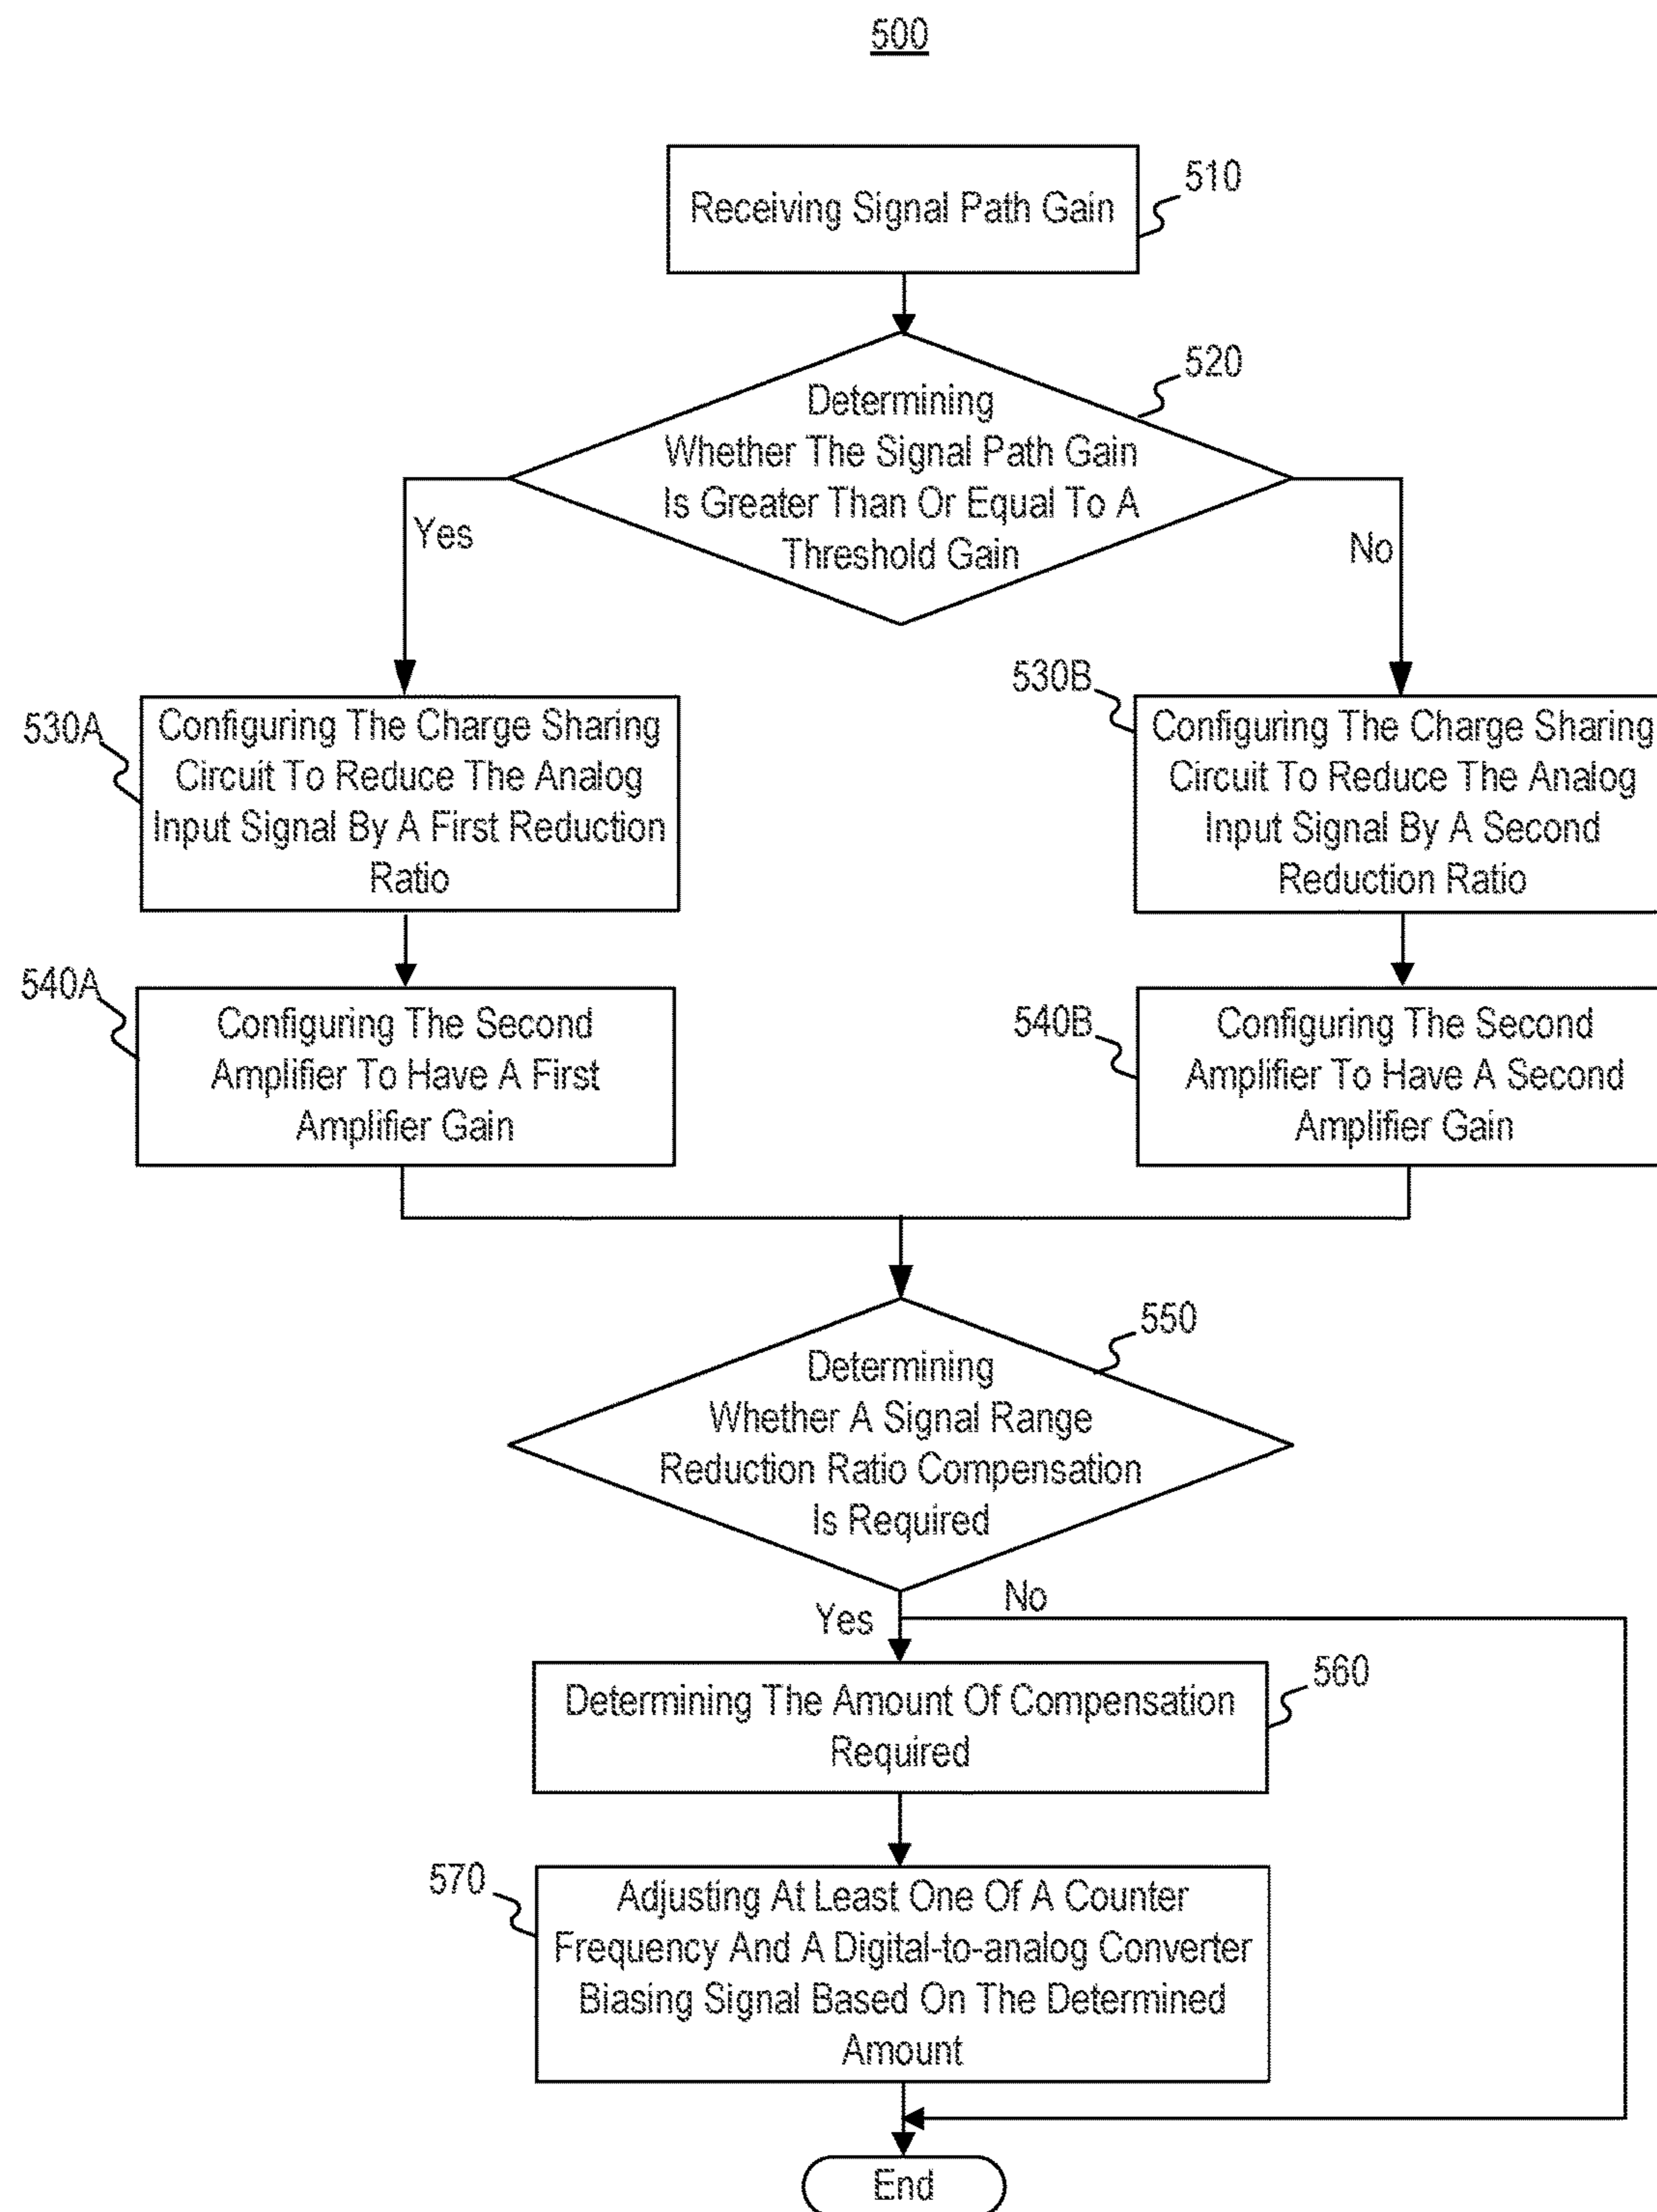 500
Receiving Signal Path Gain
510
Determining
Whether The Signal Path Gain
Is Greater Than Or Equal To A
Threshold Gain
520
Yes
No
530A
Configuring The Charge Sharing
Circuit To Reduce The Analog
Input Signal By A First Reduction
Ratio
530B
Configuring The Charge Sharing
Circuit To Reduce The Analog
Input Signal By A Second
Reduction Ratio
540A
Configuring The Second
Amplifier To Have A First
Amplifier Gain
540B
Configuring The Second
Amplifier To Have A Second
Amplifier Gain
550
Determining
Whether A Signal Range
Reduction Ratio Compensation
Is Required
Yes
No
Determining The Amount Of Compensation
Required
560
570
Adjusting At Least One Of A Counter
Frequency And A Digital-to-analog Converter
Biasing Signal Based On The Determined
Amount
End